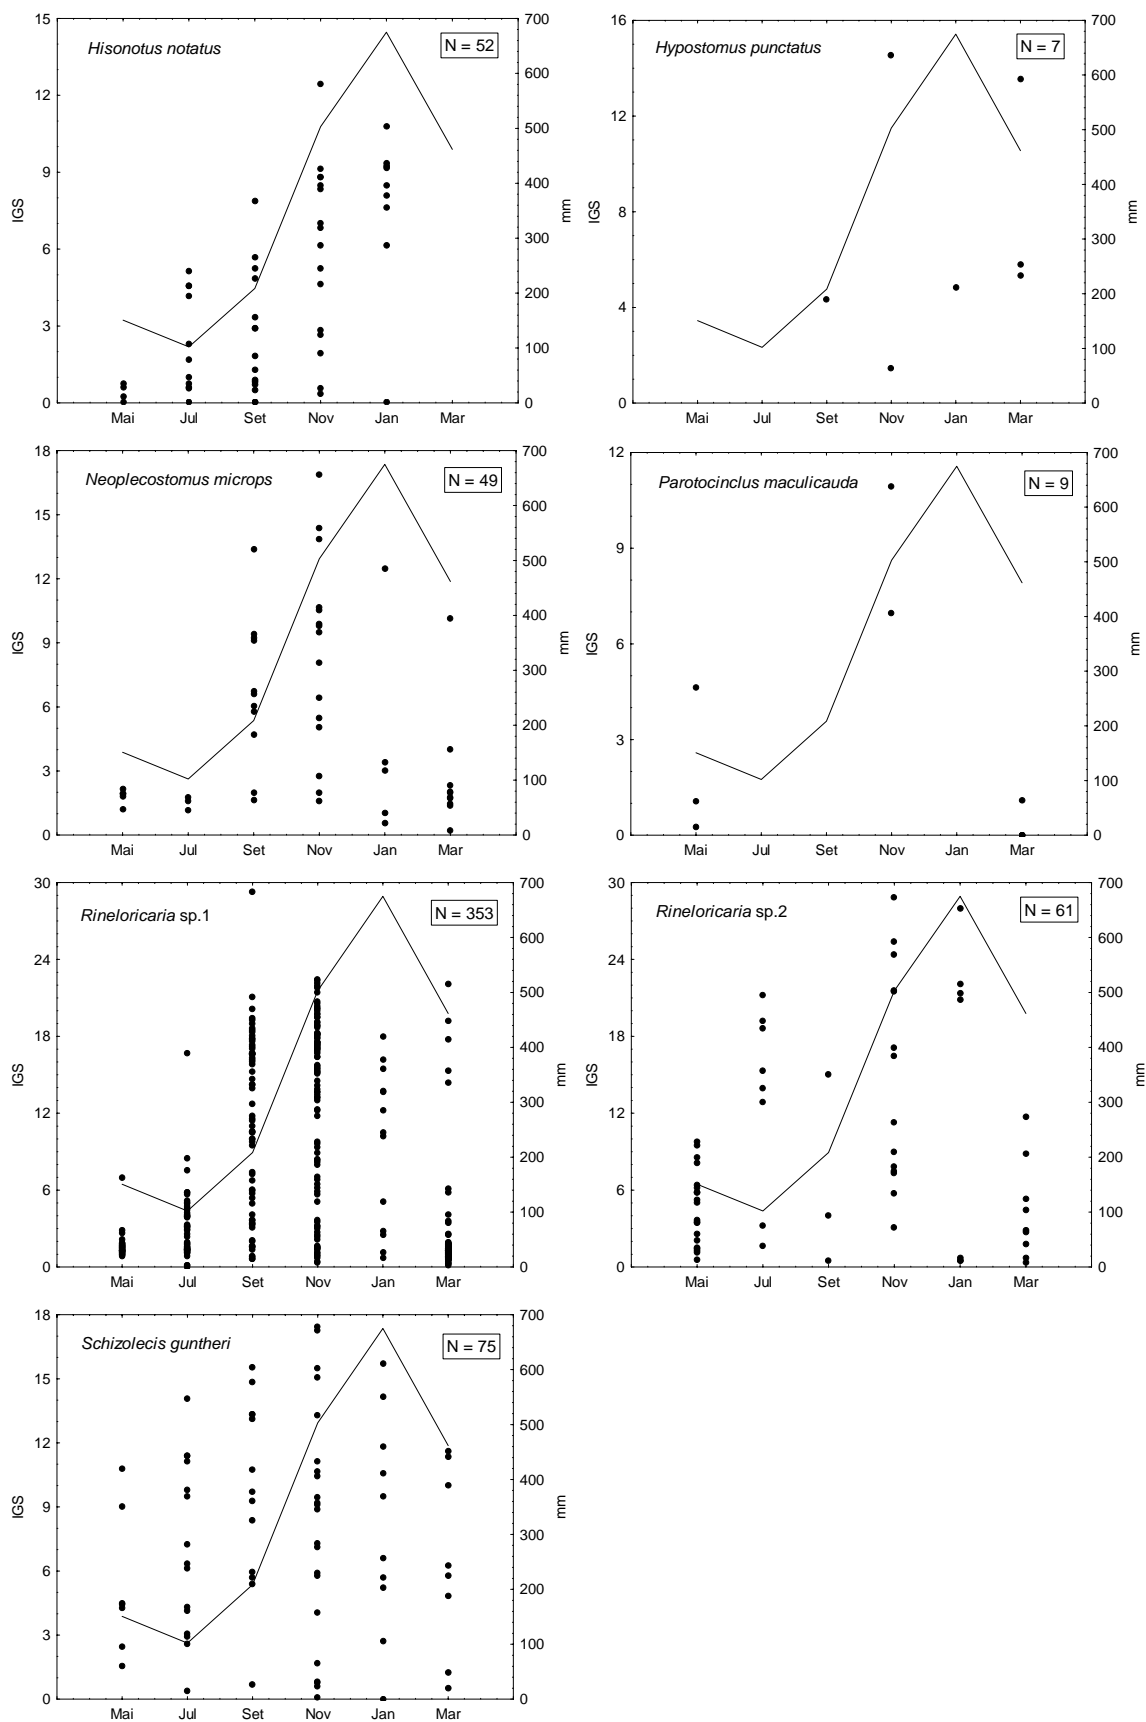 Hisonotus notatus
N = 52
15
12
9
6
3
0
IGS
700
600
500
400
300
200
100
0
mm
Mai Jul Set Nov Jan Mar
Hypostomus punctatus
N = 7
16
12
8
4
0
IGS
700
600
500
400
300
200
100
0
mm
Mai Jul Set Nov Jan Mar
Neoplecostomus microps
N = 49
18
15
12
9
6
3
0
IGS
700
600
500
400
300
200
100
0
mm
Mai Jul Set Nov Jan Mar
Parotocinclus maculicauda
N = 9
12
9
6
3
0
IGS
700
600
500
400
300
200
100
0
mm
Mai Jul Set Nov Jan Mar
Rineloricaria sp.1
N = 353
30
24
18
12
6
0
IGS
700
600
500
400
300
200
100
0
mm
Mai Jul Set Nov Jan Mar
Rineloricaria sp.2
N = 61
30
24
18
12
6
0
IGS
700
600
500
400
300
200
100
0
mm
Mai Jul Set Nov Jan Mar
Schizolecis guntheri
N = 75
18
15
12
9
6
3
0
IGS
700
600
500
400
300
200
100
0
mm
Mai Jul Set Nov Jan Mar